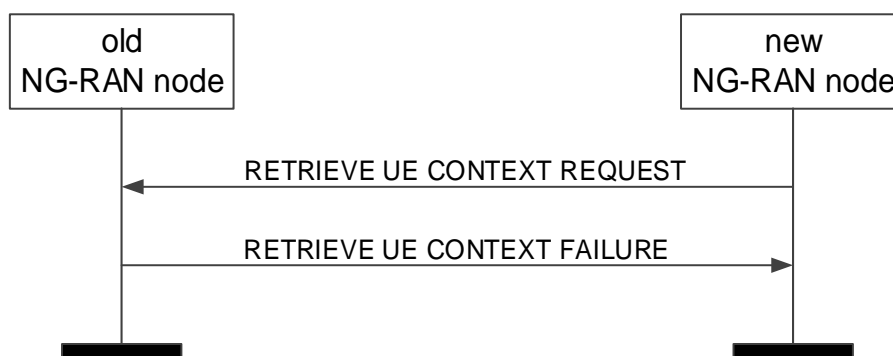 old
NG-RAN node
new
NG-RAN node
RETRIEVE UE CONTEXT REQUEST
RETRIEVE UE CONTEXT FAILURE